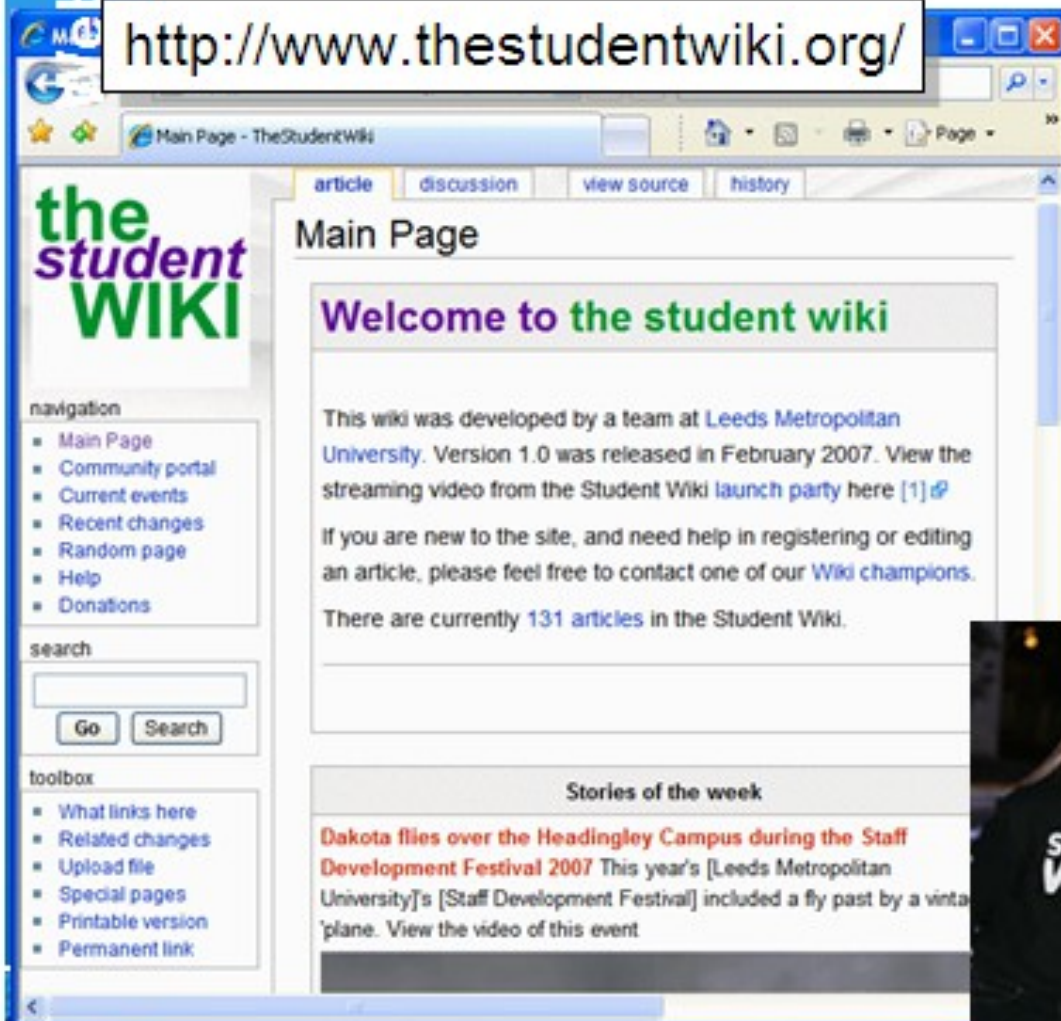 http://www.thestudentwiki.org/
Main Page - TheStudentWiki
Page
the
student
WIKI
article
discussion
view source
history
Main Page
Welcome to the student wiki
This wiki was developed by a team at Leeds Metropolitan
University. Version 1.0 was released in February 2007. View the
streaming video from the Student Wiki launch party here [1]
If you are new to the site, and need help in registering or editing
an article, please feel free to contact one of our Wiki champions.
There are currently 131 articles in the Student Wiki.
navigation
Main Page
Community portal
Current events
Recent changes
Random page
Help
Donations
search
Go
Search
toolbox
What links here
Related changes
Upload file
Special pages
Printable version
Permanent link
Stories of the week
Dakota flies over the Headingley Campus during the Staff
Development Festival 2007 This year's [Leeds Metropolitan
University]'s [Staff Development Festival] included a fly past by a vinta
'plane. View the video of this event